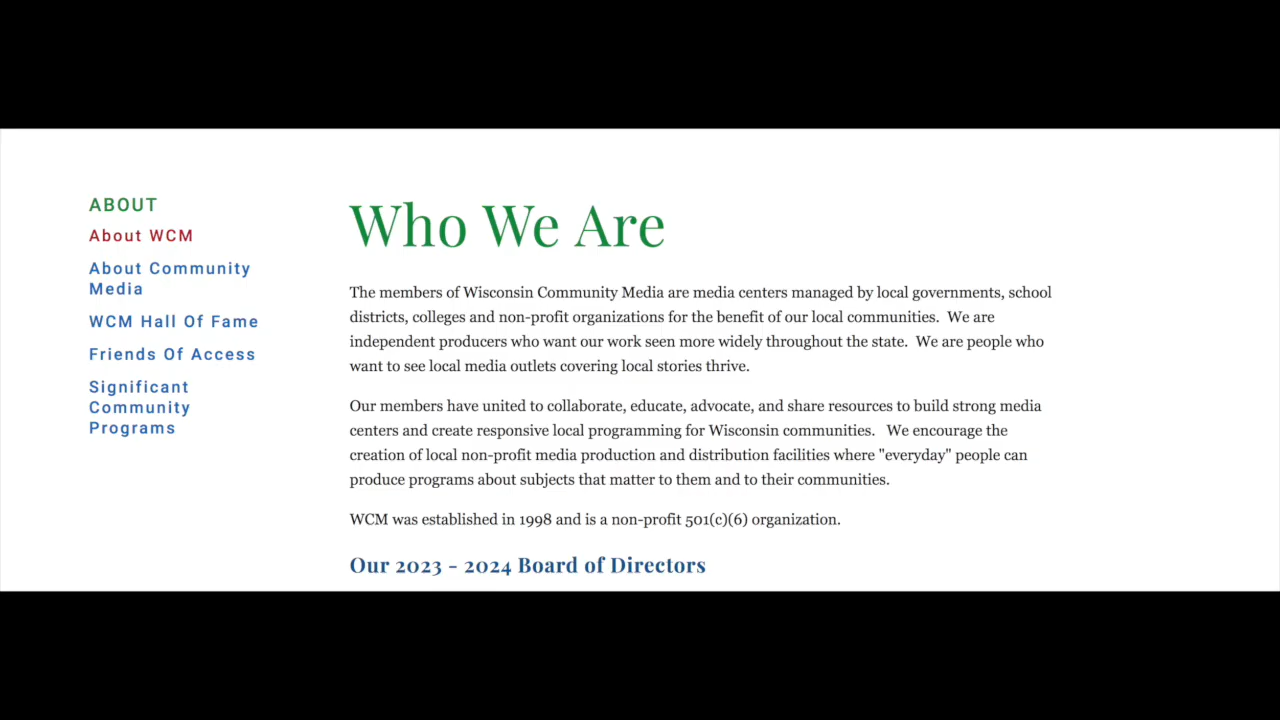 ABOUT
About WCM
About Community
Media
WCM Hall Of Fame
Friends Of Access
Significant
Community
Programs
Who We Are
The members of Wisconsin Community Media are media centers managed by local governments, school
districts, colleges and non-profit organizations for the benefit of our local communities.  We are
independent producers who want our work seen more widely throughout the state.  We are people who
want to see local media outlets covering local stories thrive.
Our members have united to collaborate, educate, advocate, and share resources to build strong media
centers and create responsive local programming for Wisconsin communities.   We encourage the
creation of local non-profit media production and distribution facilities where "everyday" people can
produce programs about subjects that matter to them and to their communities.
WCM was established in 1998 and is a non-profit 501(c)(6) organization.
Our 2023 - 2024 Board of Directors